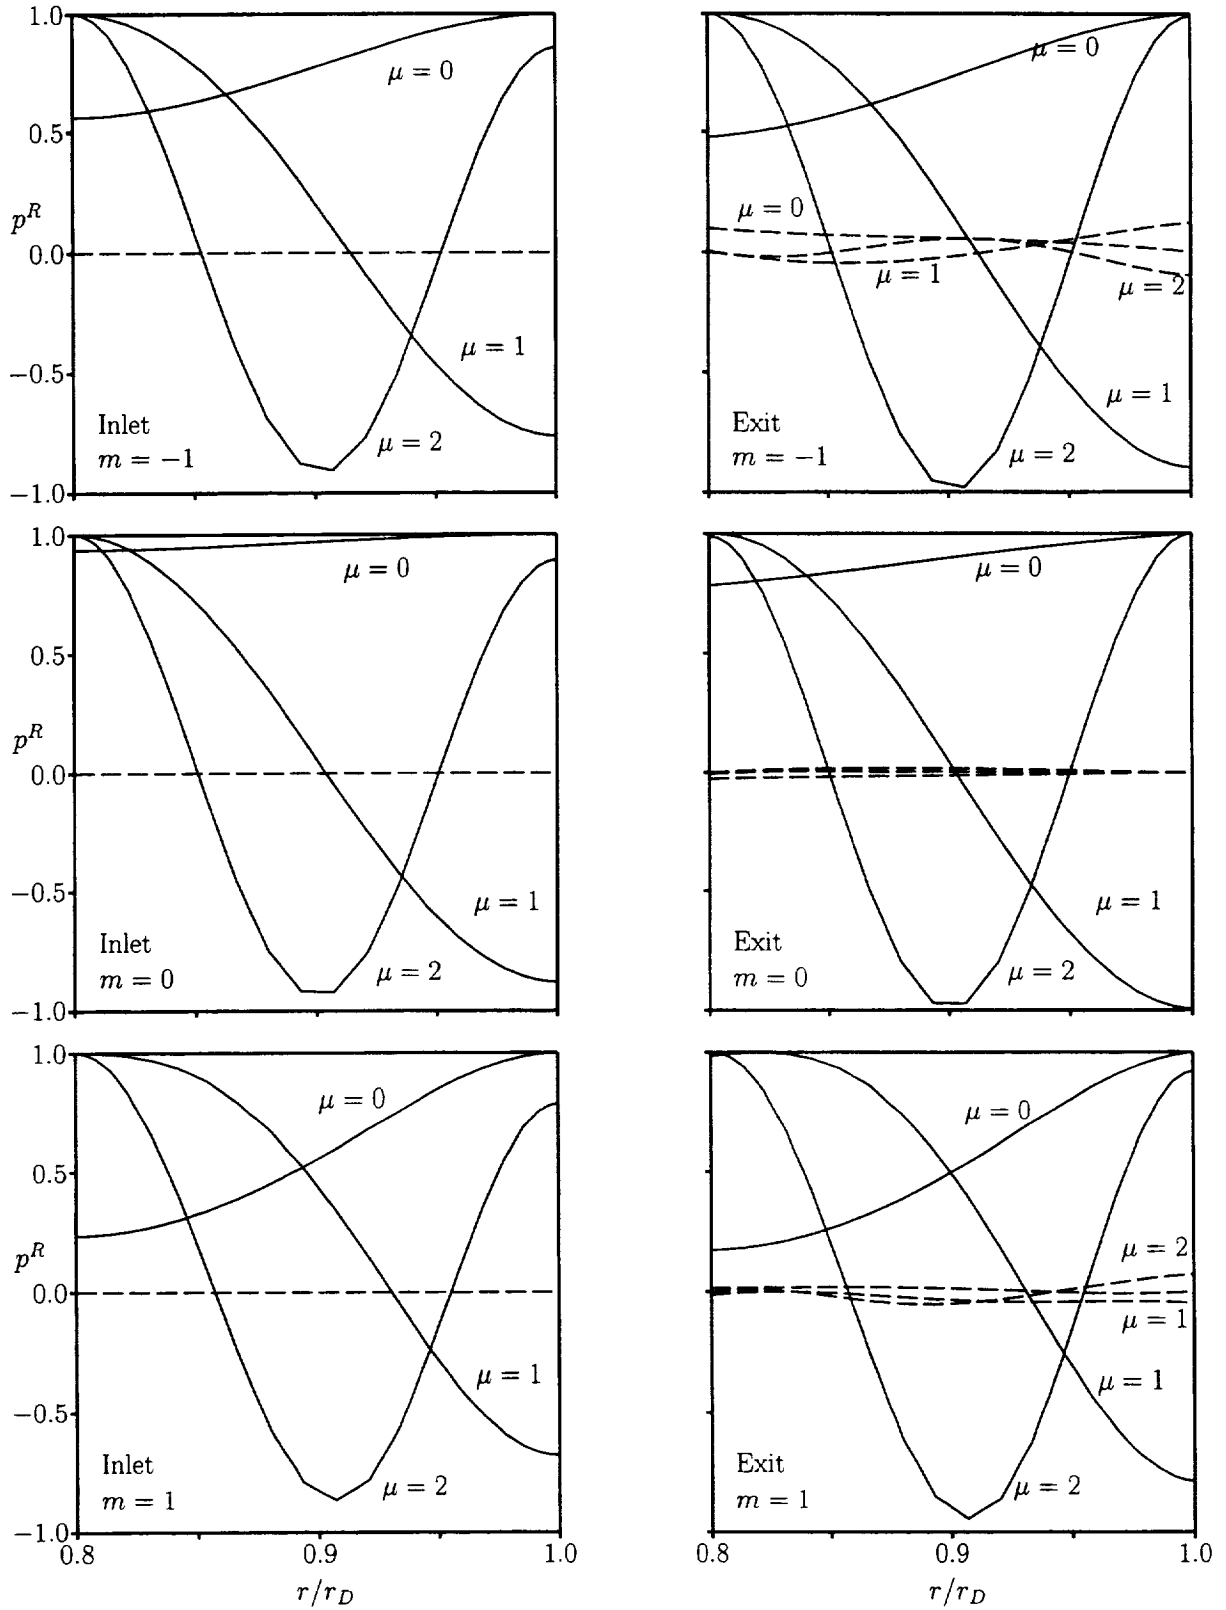 1.0
0.5
p^R
0.0
−0.5
−1.0
μ = 0
μ = 1
μ = 2
Inlet
m = −1
μ = 0
μ = 0
μ = 1
μ = 2
μ = 1
μ = 2
Exit
m = −1
1.0
0.5
p^R
0.0
−0.5
−1.0
μ = 0
μ = 1
μ = 2
Inlet
m = 0
μ = 0
μ = 1
μ = 2
Exit
m = 0
1.0
0.5
p^R
0.0
−0.5
−1.0
μ = 0
μ = 1
μ = 2
Inlet
m = 1
0.8
0.9
1.0
r/r_D
μ = 0
μ = 2
μ = 1
μ = 1
μ = 2
Exit
m = 1
0.8
0.9
1.0
r/r_D